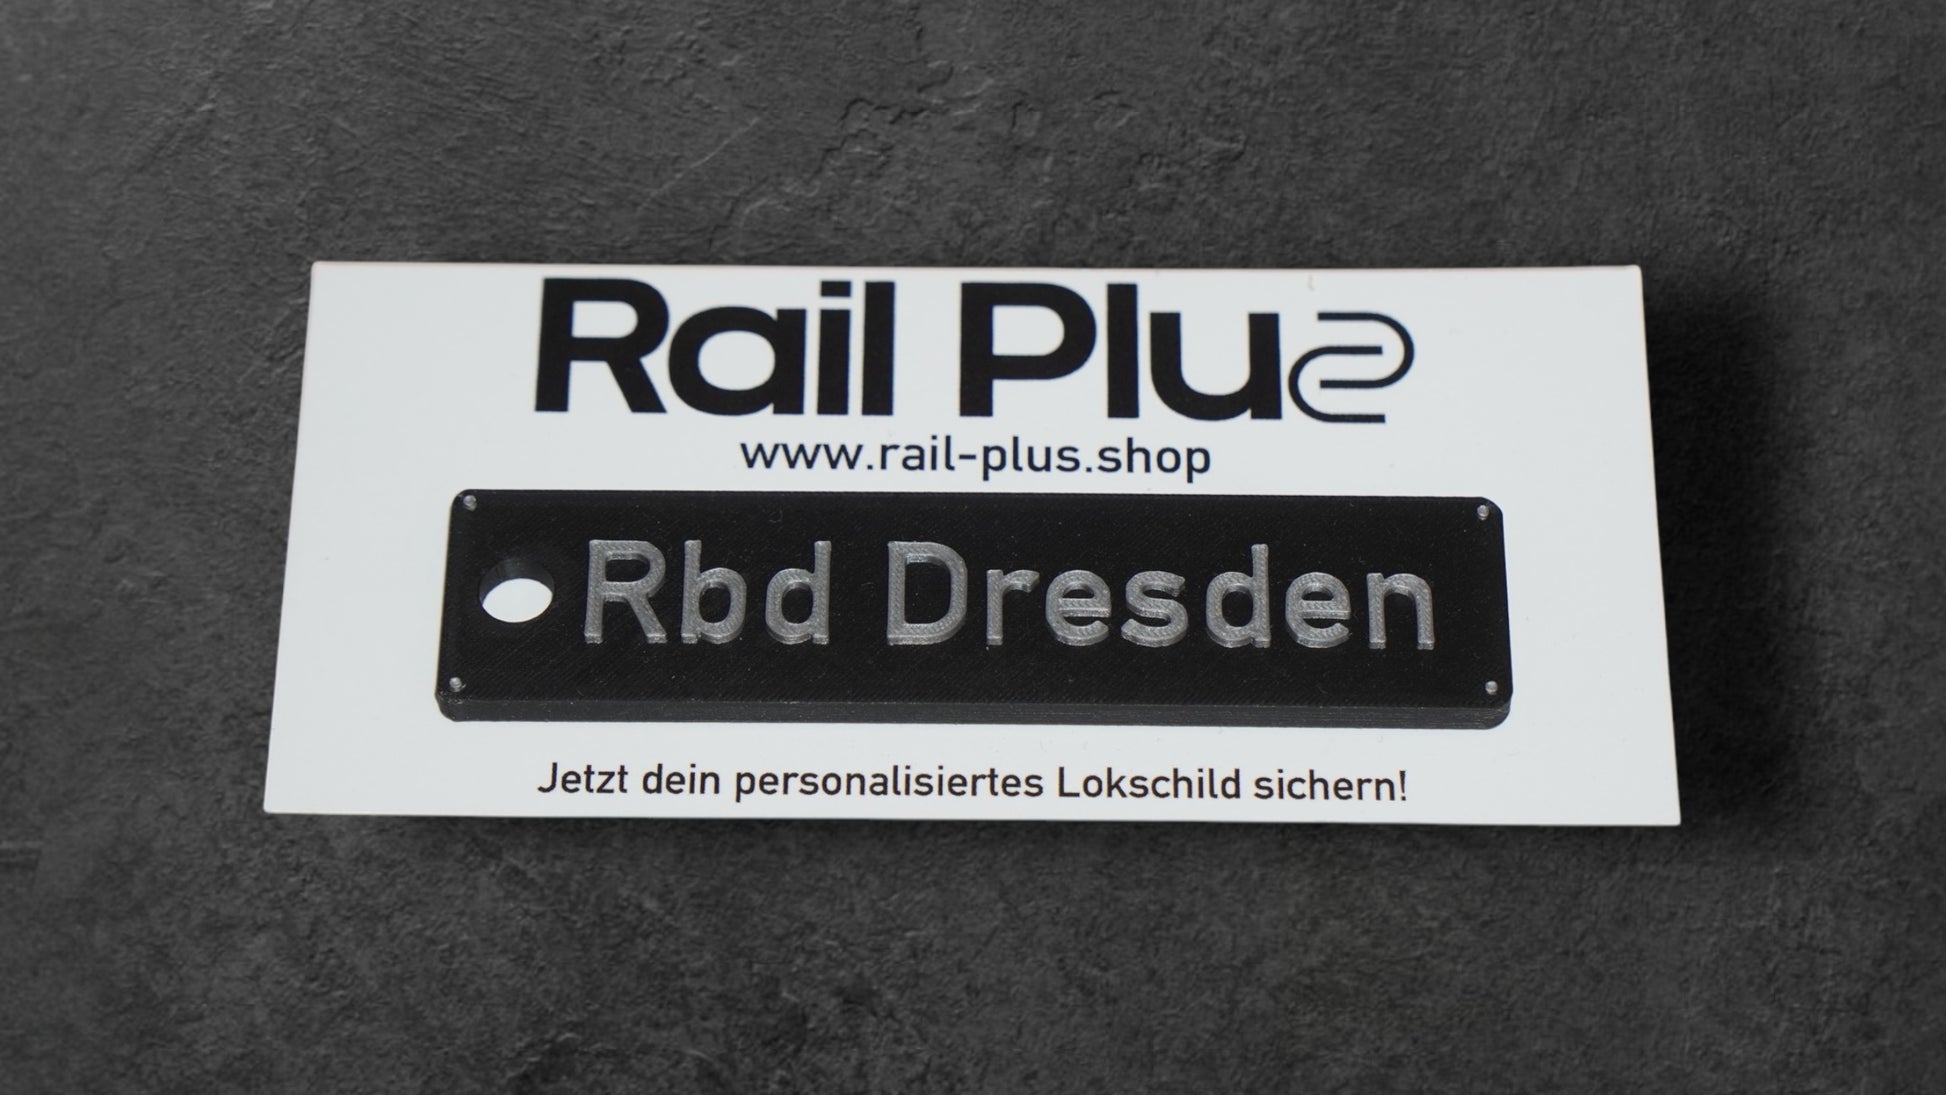 Rail Plus
www.rail-plus.shop
Rbd Dresden
Jetzt dein personalisiertes Lokschild sichern!